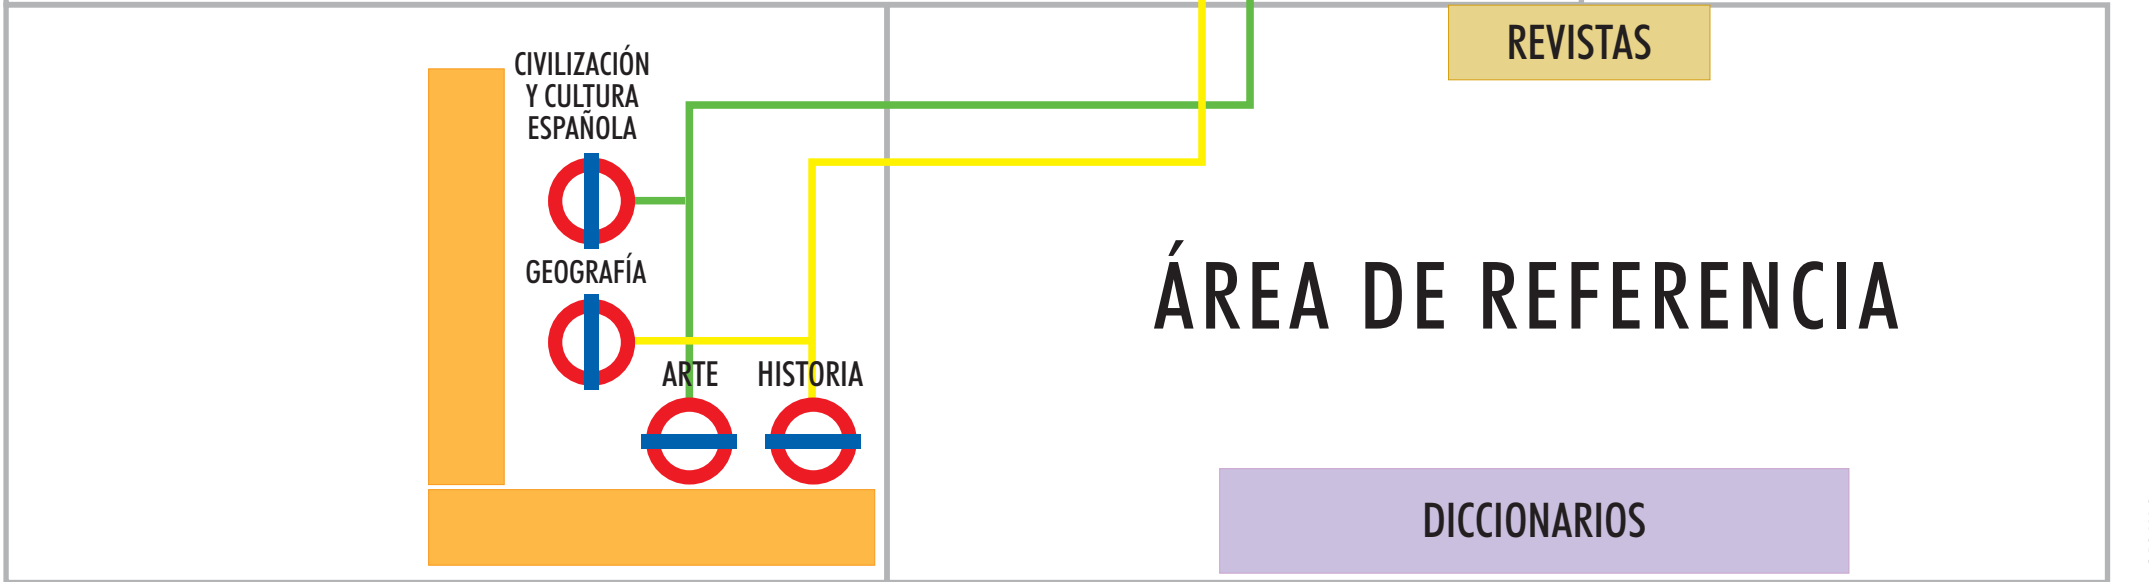 CIVILIZACIÓN
Y CULTURA
ESPAÑOLA
GEOGRAFÍA
ARTE
HISTORIA
REVISTAS
ÁREA DE REFERENCIA
DICCIONARIOS